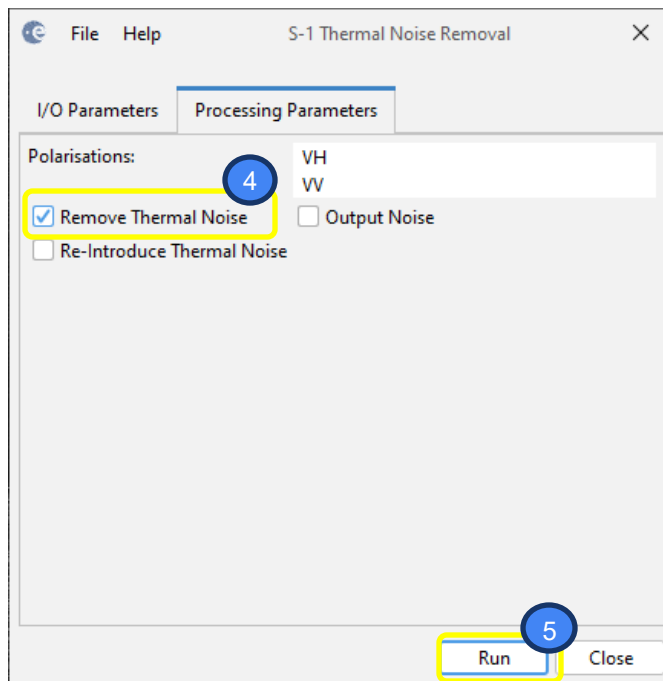 File Help S-1 Thermal Noise Removal
I/O Parameters Processing Parameters
Polarisations: VH
VV
4
Remove Thermal Noise Output Noise
Re-Introduce Thermal Noise
5
Run Close